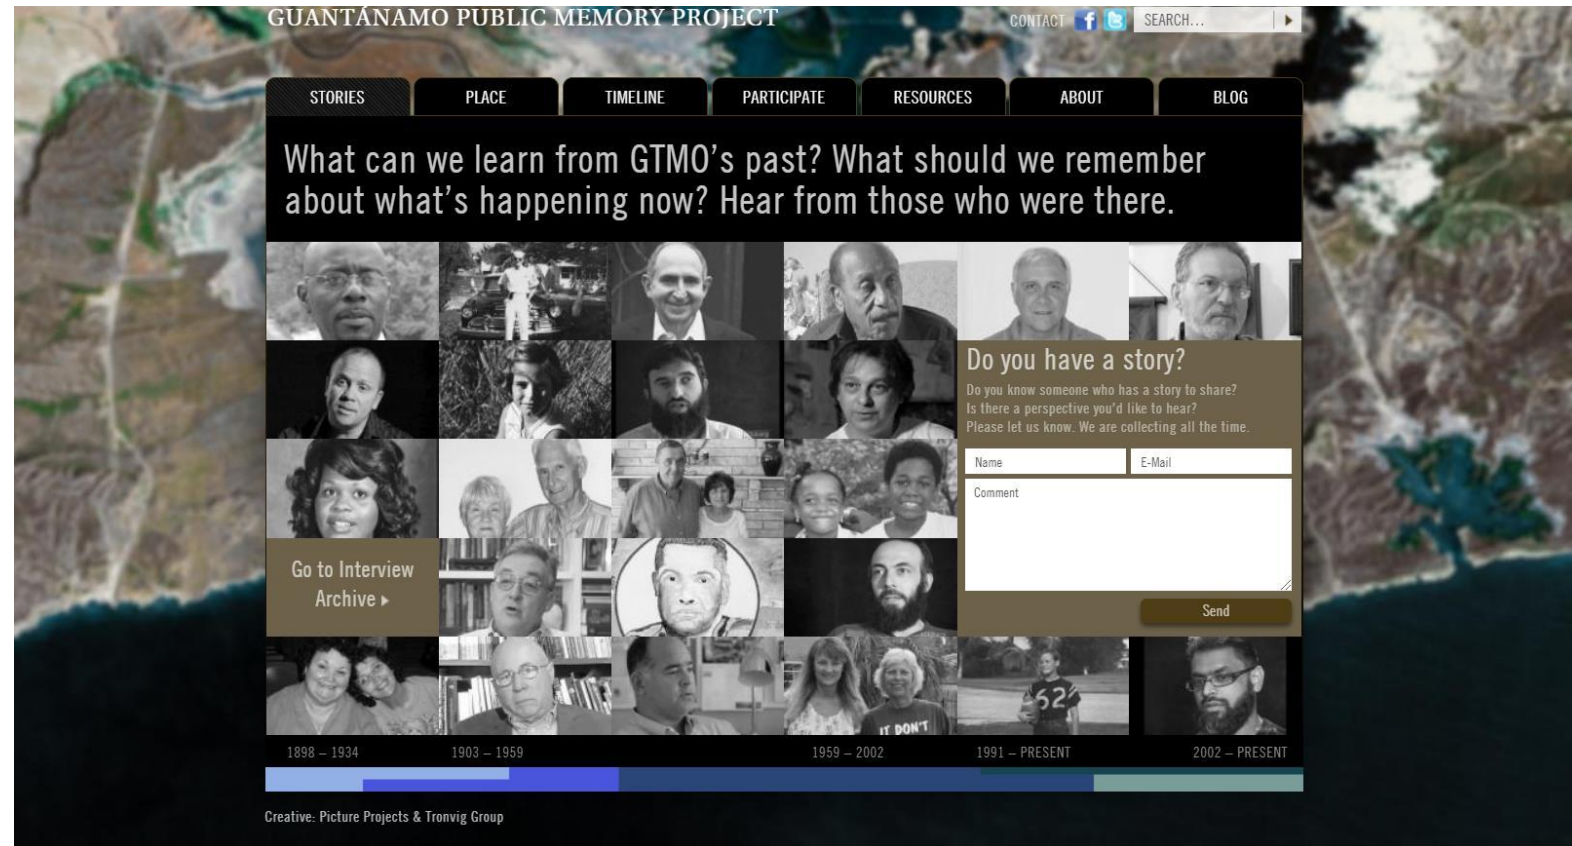 GUANTÁNAMO PUBLIC MEMORY PROJECT
CONTACT
SEARCH...
STORIES
PLACE
TIMELINE
PARTICIPATE
RESOURCES
ABOUT
BLOG
What can we learn from GTMO's past? What should we remember
about what's happening now? Hear from those who were there.
Do you have a story?
Do you know someone who has a story to share?
Is there a perspective you'd like to hear?
Please let us know. We are collecting all the time.
Name
E-Mail
Comment
Send
Go to Interview
Archive
62
IT DON'T
1898 – 1934
1903 – 1959
1959 – 2002
1991 – PRESENT
2002 – PRESENT
Creative: Picture Projects & Tronvig Group